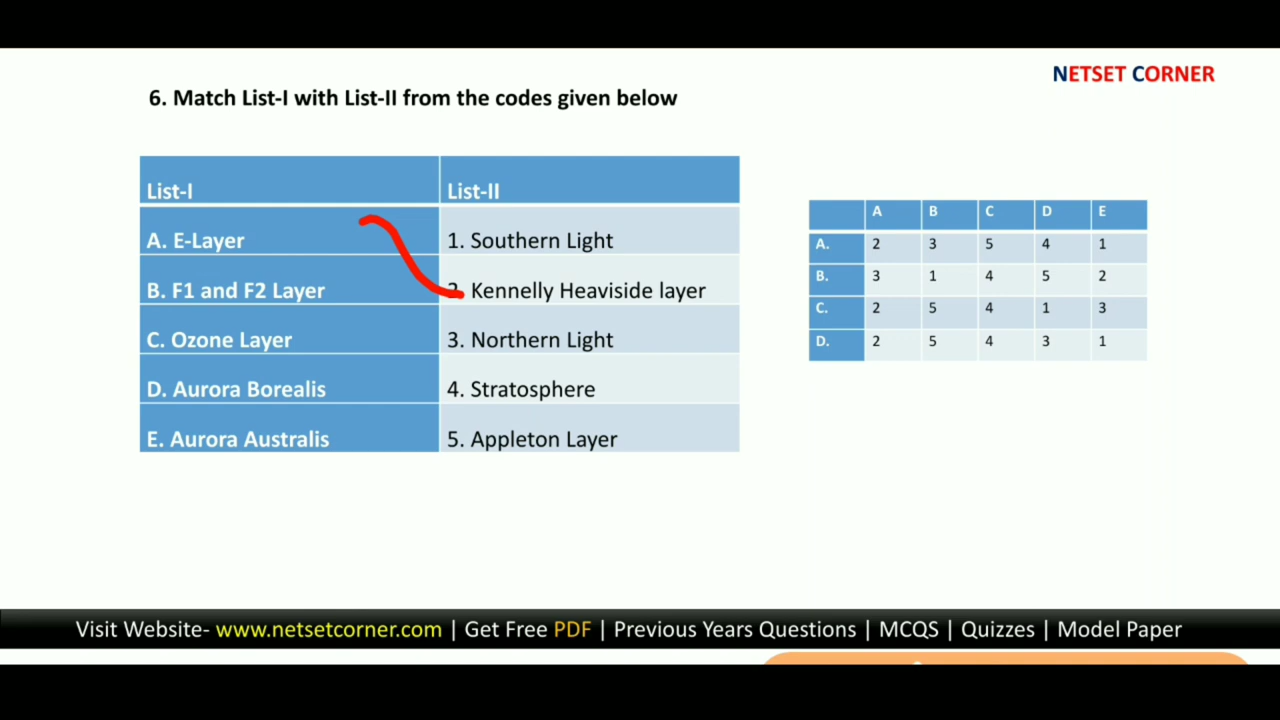 NETSET CORNER
6. Match List-I with List-II from the codes given below
List-I List-II
A. E-Layer 1. Southern Light
B. F1 and F2 Layer 2. Kennelly Heaviside layer
C. Ozone Layer 3. Northern Light
D. Aurora Borealis 4. Stratosphere
E. Aurora Australis 5. Appleton Layer
A B C D E
A. 2 3 5 4 1
B. 3 1 4 5 2
C. 2 5 4 1 3
D. 2 5 4 3 1
Visit Website- www.netsetcorner.com | Get Free PDF | Previous Years Questions | MCQS | Quizzes | Model Paper